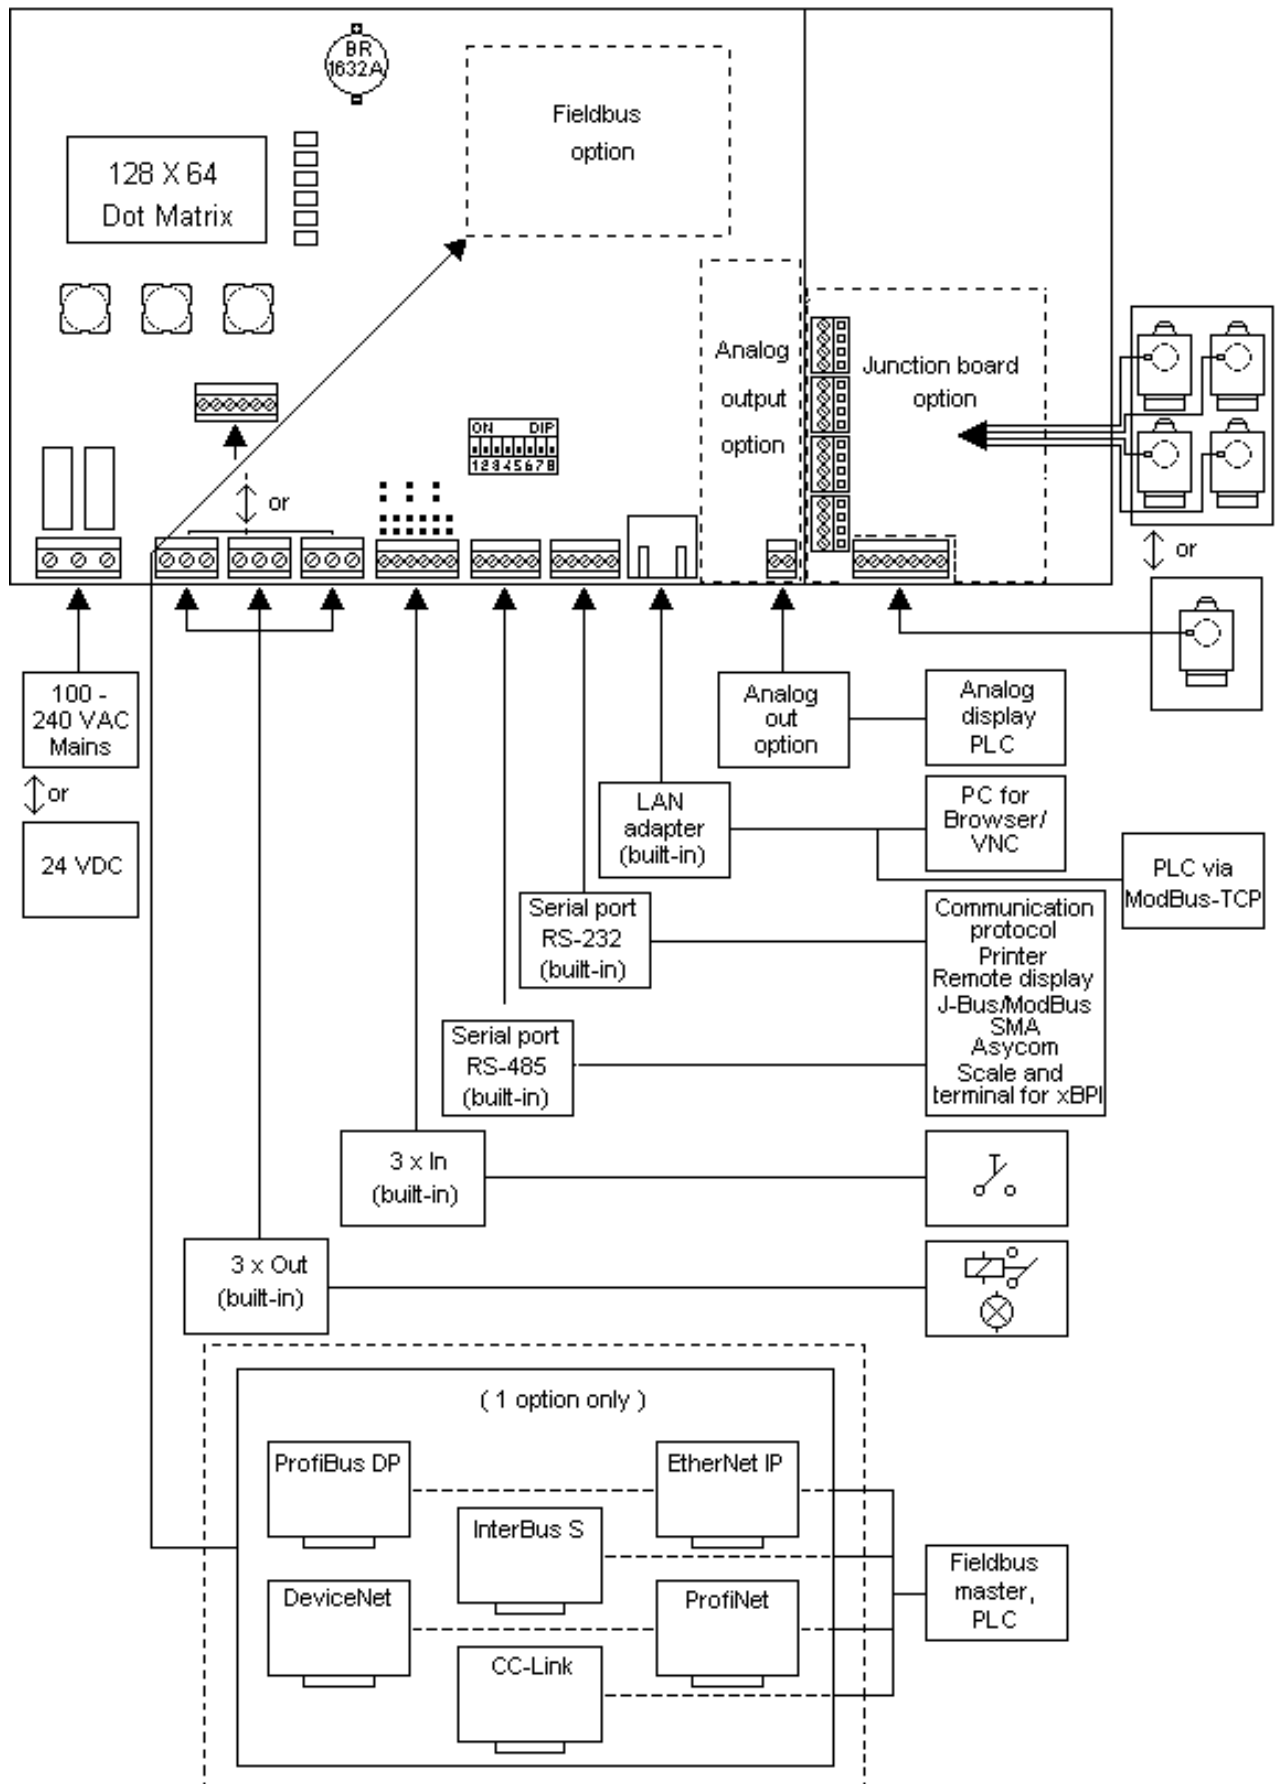 BR
1632A
Fieldbus
option
128 X 64
Dot Matrix
Analog
output
option
Junction board
option
ON DIP
12345678
or
or
100 -
240 VAC
Mains
or
24 VDC
Analog
out
option
Analog
display
PLC
LAN
adapter
(built-in)
PC for
Browser/
VNC
PLC via
ModBus-TCP
Serial port
RS-232
(built-in)
Communication
protocol
Printer
Remote display
J-Bus/ModBus
SMA
Asycom
Scale and
terminal for xBPI
Serial port
RS-485
(built-in)
3 x In
(built-in)
3 x Out
(built-in)
( 1 option only )
ProfiBus DP
EtherNet IP
InterBus S
DeviceNet
ProfiNet
CC-Link
Fieldbus
master,
PLC